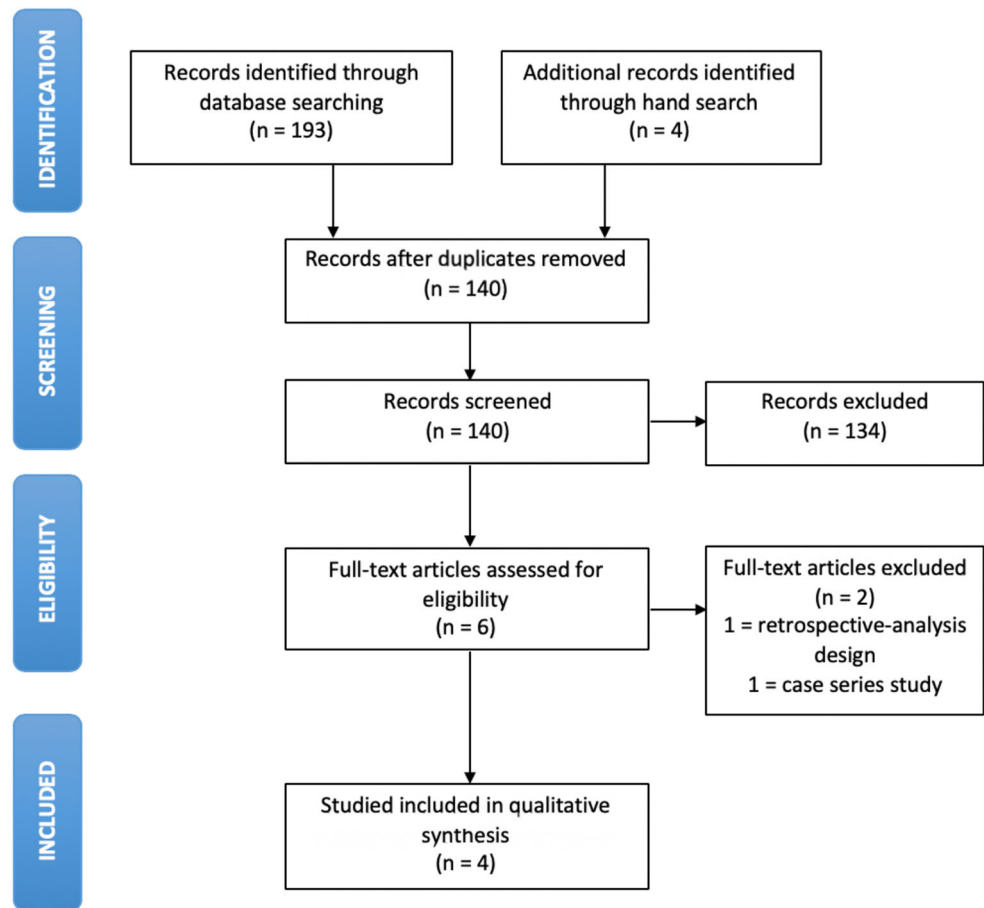 IDENTIFICATION
Records identified through
database searching
(n = 193)
Additional records identified
through hand search
(n = 4)
SCREENING
Records after duplicates removed
(n = 140)
Records screened
(n = 140)
Records excluded
(n = 134)
ELIGIBILITY
Full-text articles assessed for
eligibility
(n = 6)
Full-text articles excluded
(n = 2)
1 = retrospective-analysis
design
1 = case series study
INCLUDED
Studied included in qualitative
synthesis
(n = 4)